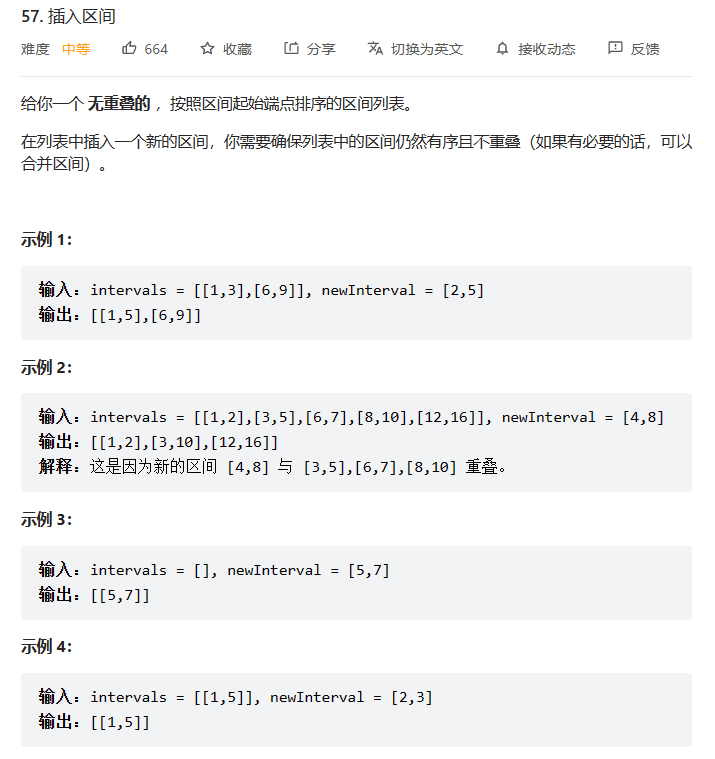 57. 插入区间
难度 中等 664 收藏 分享 切换为英文 接收动态 反馈
给你一个 无重叠的 ，按照区间起始端点排序的区间列表。
在列表中插入一个新的区间，你需要确保列表中的区间仍然有序且不重叠（如果有必要的话，可以
合并区间）。
示例 1：
输入：intervals = [[1,3],[6,9]], newInterval = [2,5]
输出：[[1,5],[6,9]]
示例 2：
输入：intervals = [[1,2],[3,5],[6,7],[8,10],[12,16]], newInterval = [4,8]
输出：[[1,2],[3,10],[12,16]]
解释：这是因为新的区间 [4,8] 与 [3,5],[6,7],[8,10] 重叠。
示例 3：
输入：intervals = [], newInterval = [5,7]
输出：[[5,7]]
示例 4：
输入：intervals = [[1,5]], newInterval = [2,3]
输出：[[1,5]]